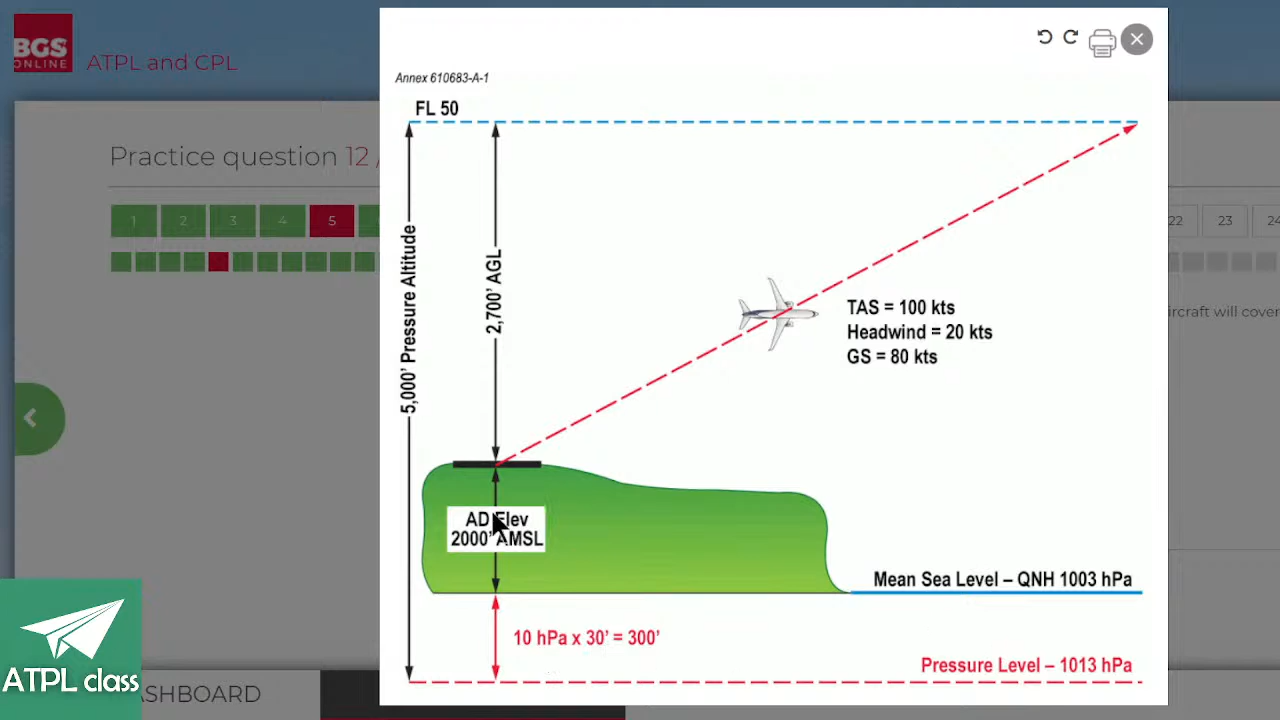 BGS
ONLINE
ATPL and CPL
Annex 610683-A-1
FL 50
Practice question 12 /
1 2 3 4 5
22 23 24
ircraft will cover
5,000' Pressure Altitude
2,700' AGL
TAS = 100 kts
Headwind = 20 kts
GS = 80 kts
AD Elev
2000' AMSL
Mean Sea Level – QNH 1003 hPa
10 hPa x 30' = 300'
Pressure Level – 1013 hPa
ATPL class
ASHBOARD